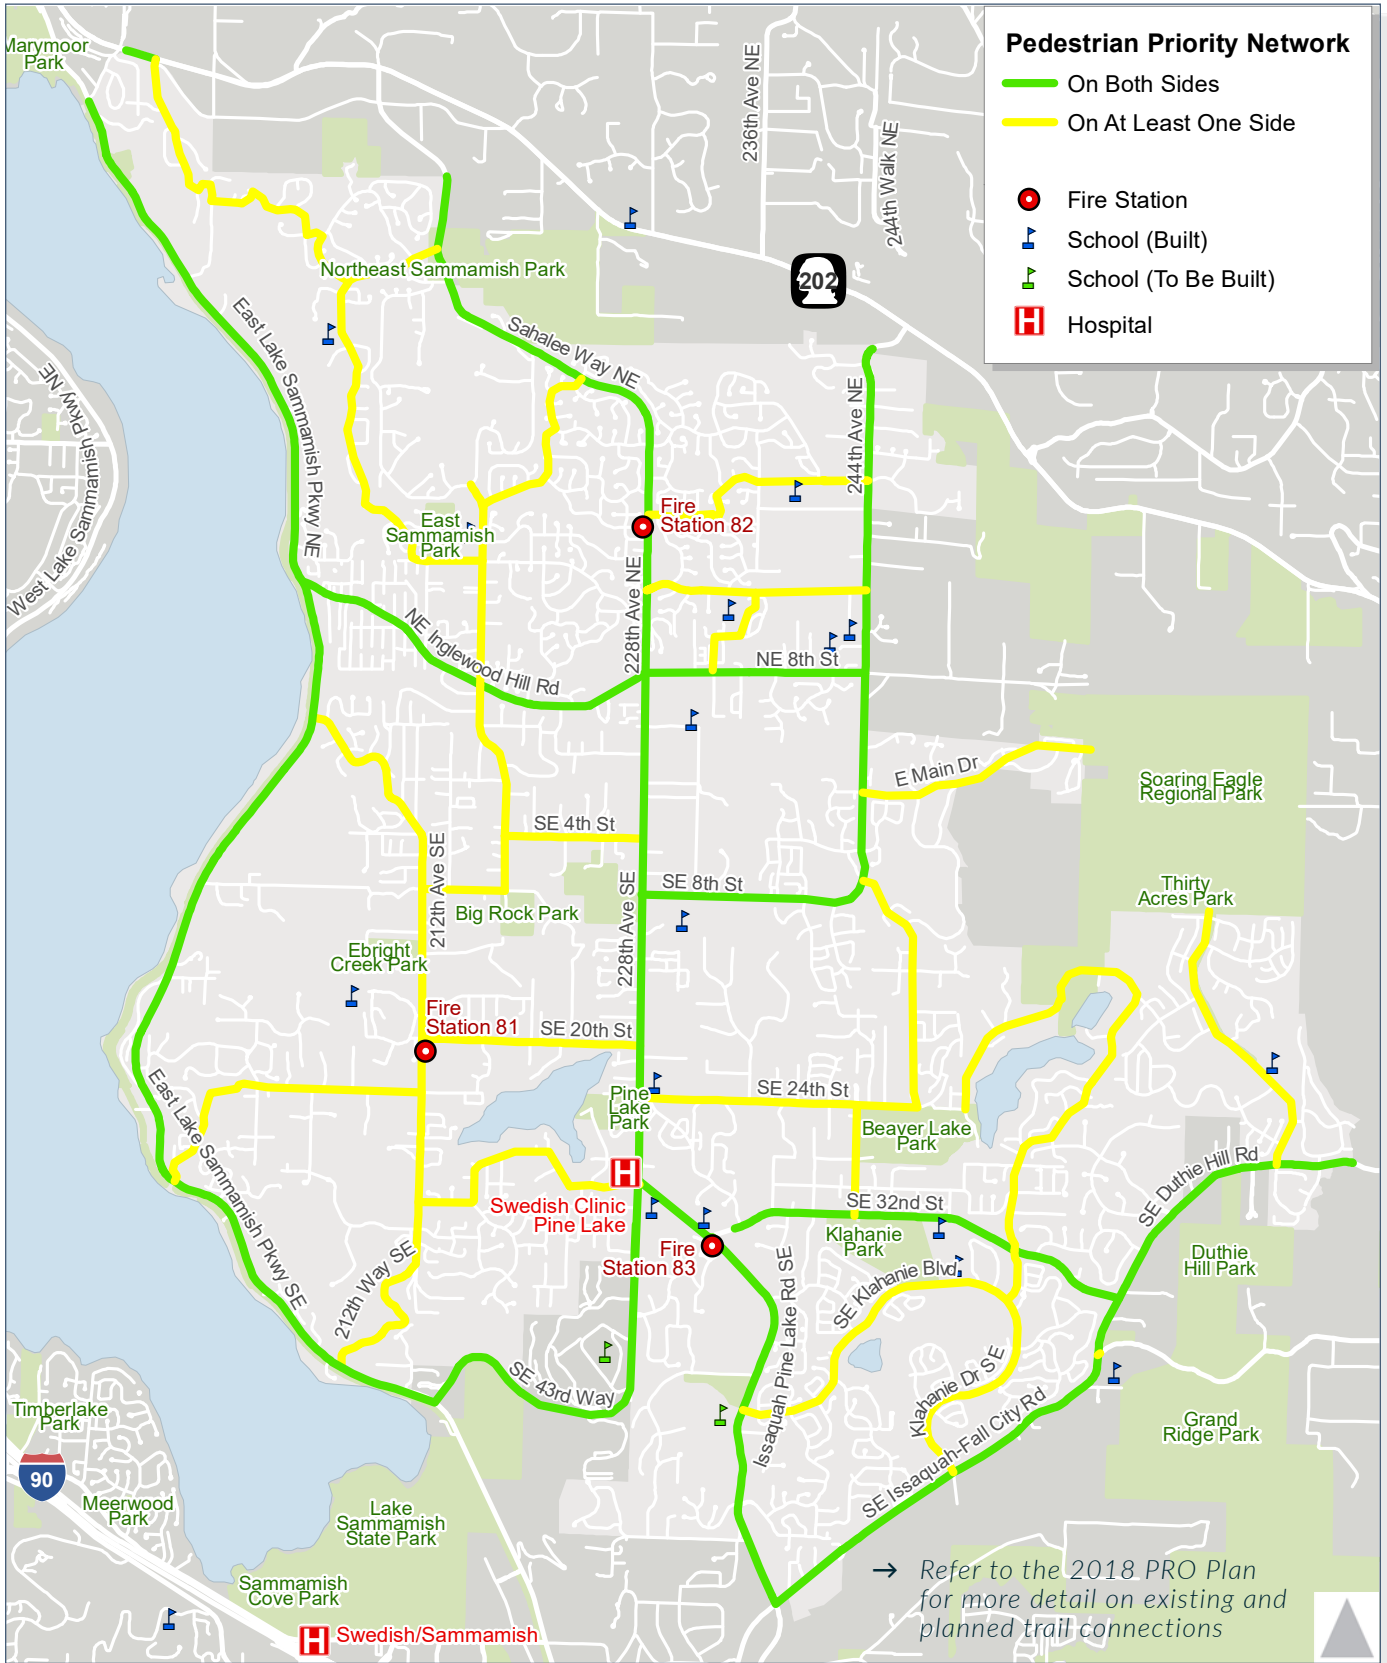 Marymoor
Park
Pedestrian Priority Network
On Both Sides
On At Least One Side
Fire Station
School (Built)
School (To Be Built)
Hospital
236th Ave NE
244th Walk NE
202
Northeast Sammamish Park
East Lake Sammamish Pkwy NE
Sahalee Way NE
West Lake Sammamish Pkwy NE
244th Ave NE
Fire
Station 82
East
Sammamish
Park
228th Ave NE
NE Inglewood Hill Rd
NE 8th St
E Main Dr
Soaring Eagle
Regional Park
SE 4th St
212th Ave SE
228th Ave SE
SE 8th St
Thirty
Acres Park
Big Rock Park
Ebright
Creek Park
Fire
Station 81
SE 20th St
East Lake Sammamish Pkwy SE
Pine
Lake
Park
SE 24th St
Beaver Lake
Park
SE Duthie Hill Rd
Swedish Clinic
Pine Lake
SE 32nd St
Klahanie
Park
Fire
Station 83
Duthie
Hill Park
212th Way SE
Issaquah Pine Lake Rd SE
SE Klahanie Blvd
Klahanie Dr SE
SE 43rd Way
SE Issaquah-Fall City Rd
Timberlake
Park
Grand
Ridge Park
90
Meerwood
Park
Lake
Sammamish
State Park
Sammamish
Cove Park
H Swedish/Sammamish
→ Refer to the 2018 PRO Plan
for more detail on existing and
planned trail connections